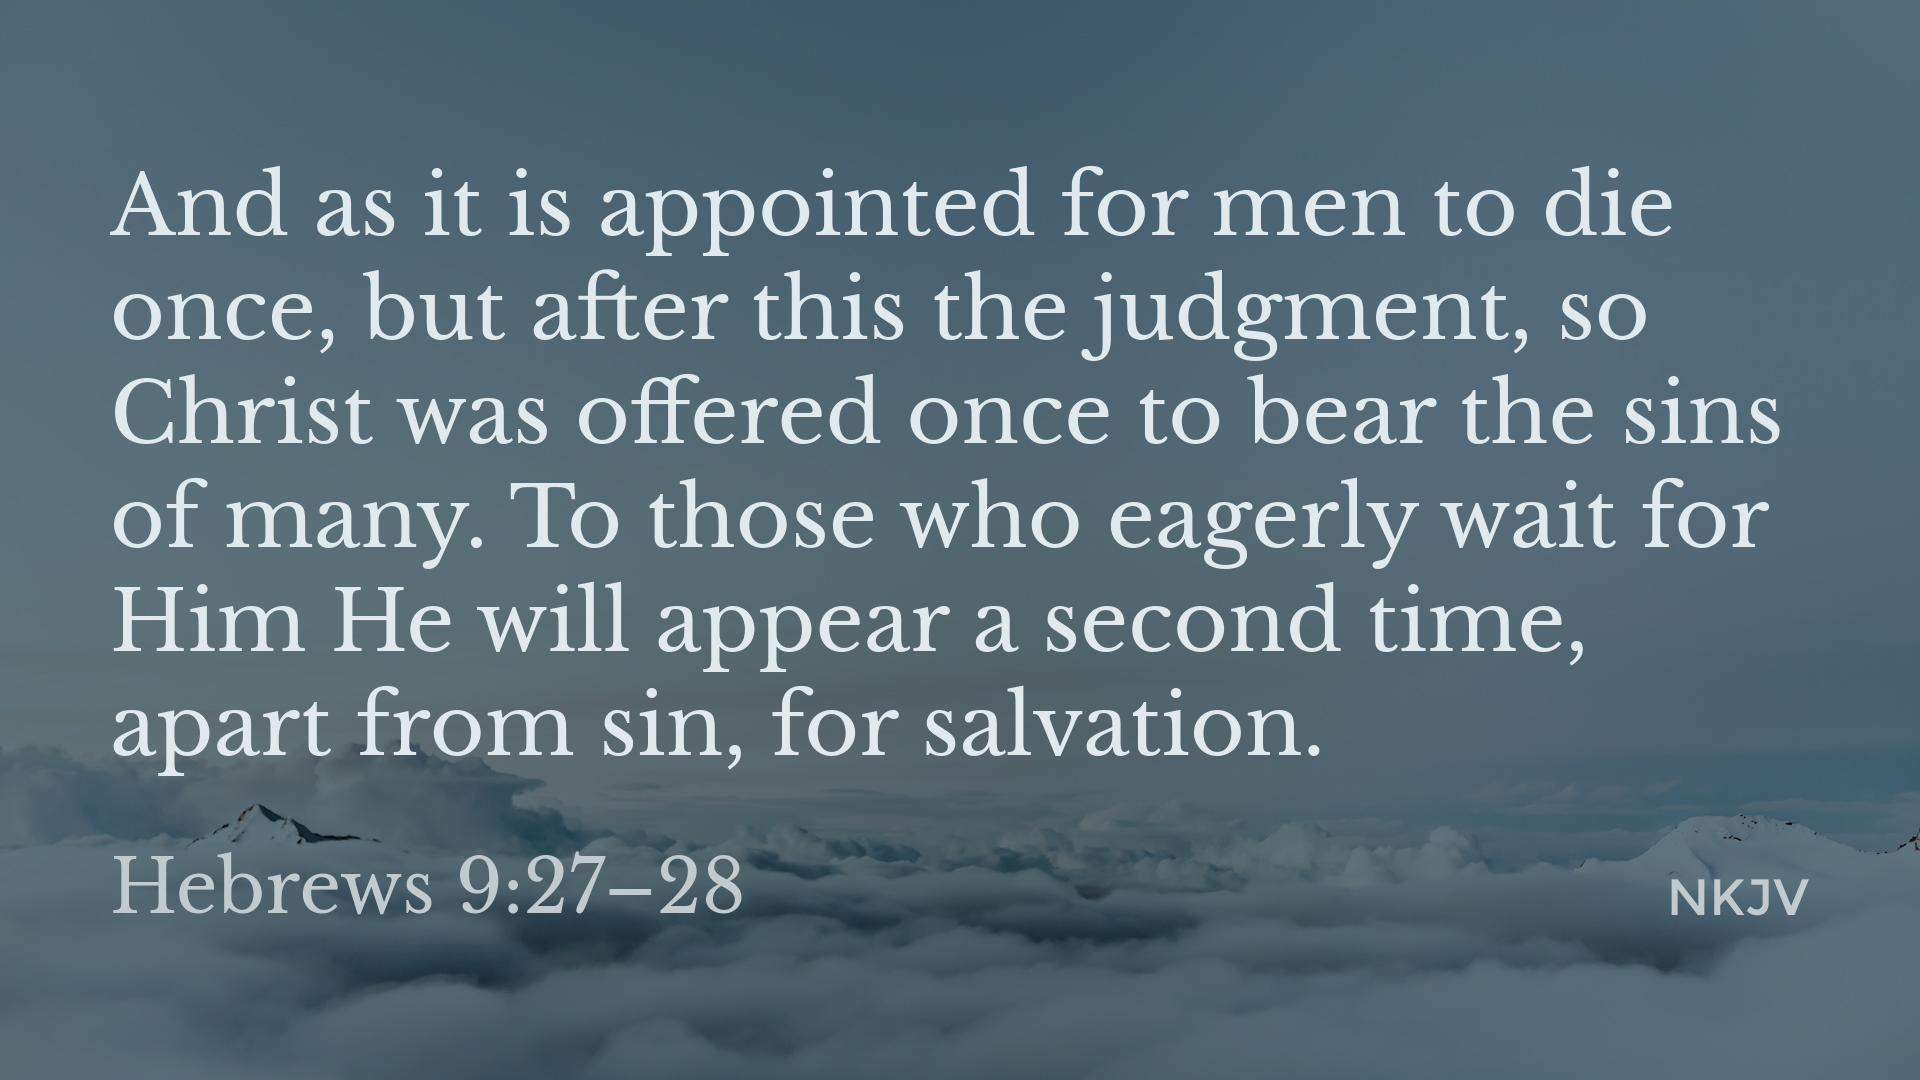 And as it is appointed for men to die
once, but after this the judgment, so
Christ was offered once to bear the sins
of many. To those who eagerly wait for
Him He will appear a second time,
apart from sin, for salvation.
Hebrews 9:27–28
NKJV